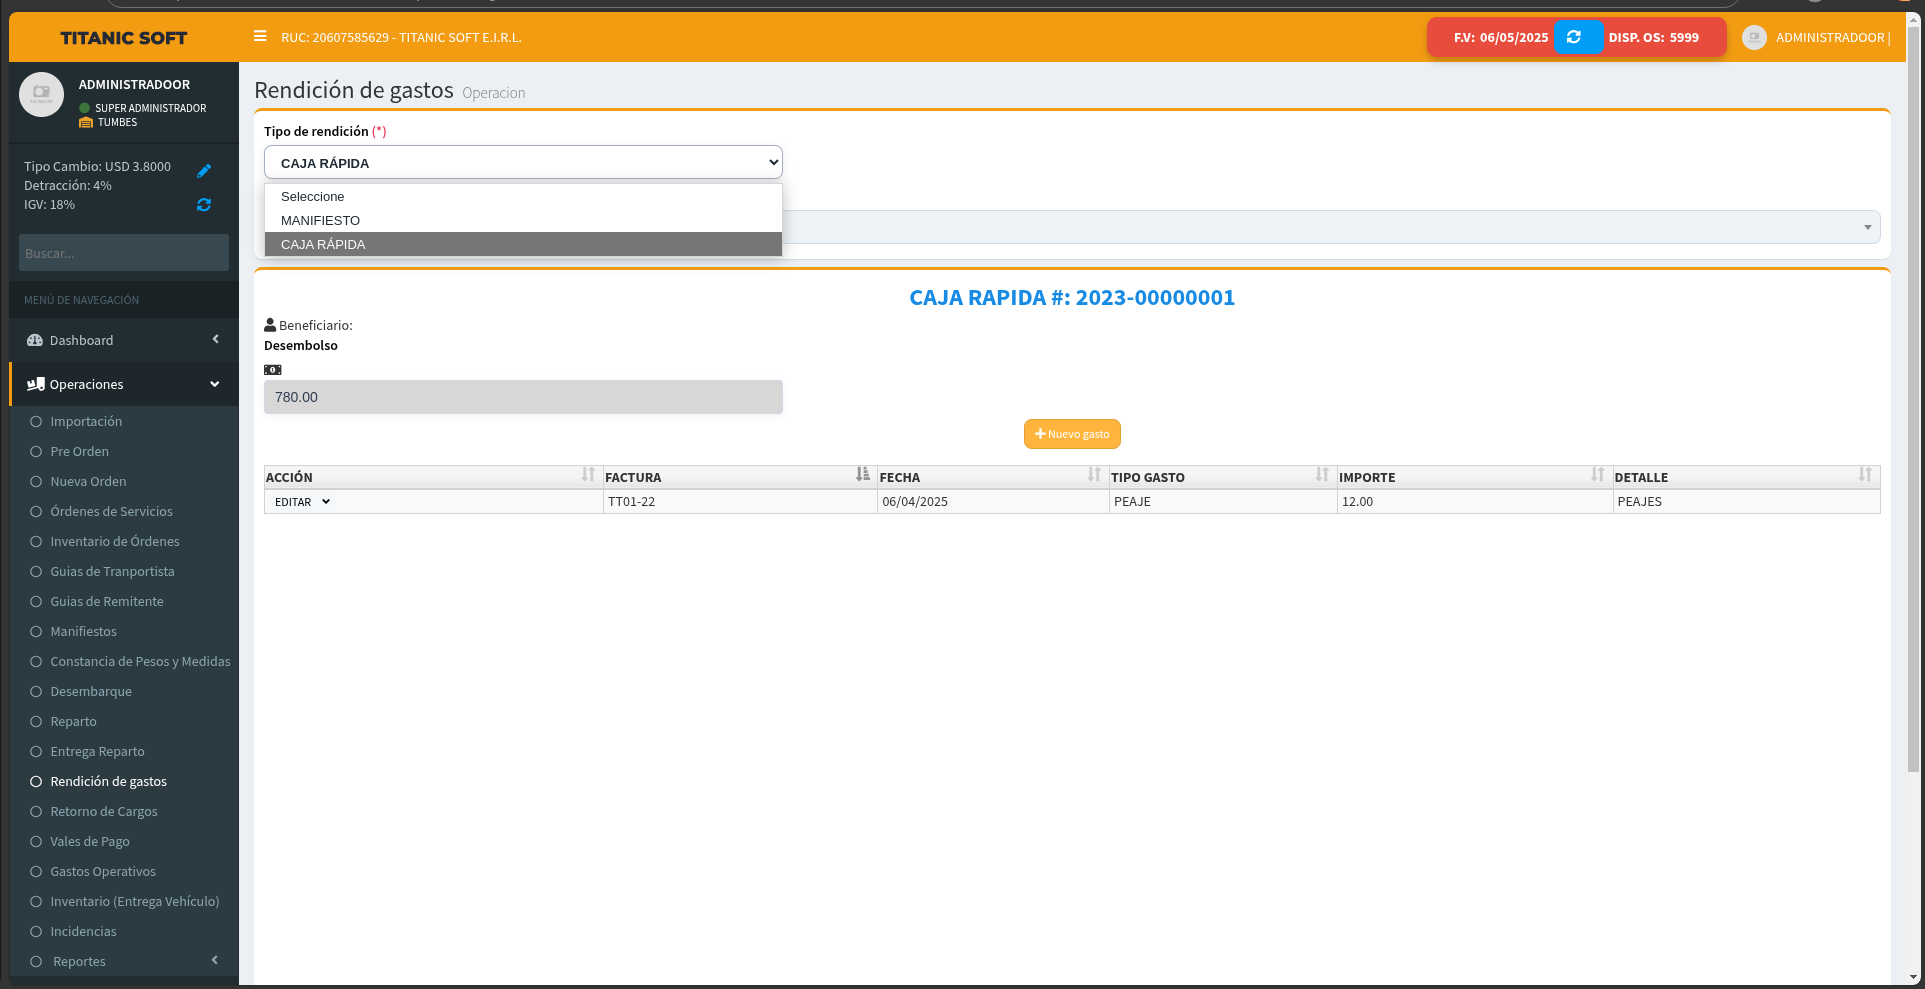 TITANIC SOFT
RUC: 20607585629 - TITANIC SOFT E.I.R.L.
F.V: 06/05/2025
DISP. OS: 5999
ADMINISTRADOOR |
ADMINISTRADOOR
SUPER ADMINISTRADOR
TUMBES
Tipo Cambio: USD 3.8000
Detracción: 4%
IGV: 18%
Buscar...
MENÚ DE NAVEGACIÓN
Dashboard
Operaciones
Importación
Pre Orden
Nueva Orden
Órdenes de Servicios
Inventario de Órdenes
Guias de Tranportista
Guias de Remitente
Manifiestos
Constancia de Pesos y Medidas
Desembarque
Reparto
Entrega Reparto
Rendición de gastos
Retorno de Cargos
Vales de Pago
Gastos Operativos
Inventario (Entrega Vehículo)
Incidencias
Reportes
Rendición de gastos Operacion
Tipo de rendición (*)
CAJA RÁPIDA
Seleccione
MANIFIESTO
CAJA RÁPIDA
CAJA RAPIDA #: 2023-00000001
Beneficiario:
Desembolso
780.00
Nuevo gasto
ACCIÓN FACTURA FECHA TIPO GASTO IMPORTE DETALLE
EDITAR TT01-22 06/04/2025 PEAJE 12.00 PEAJES